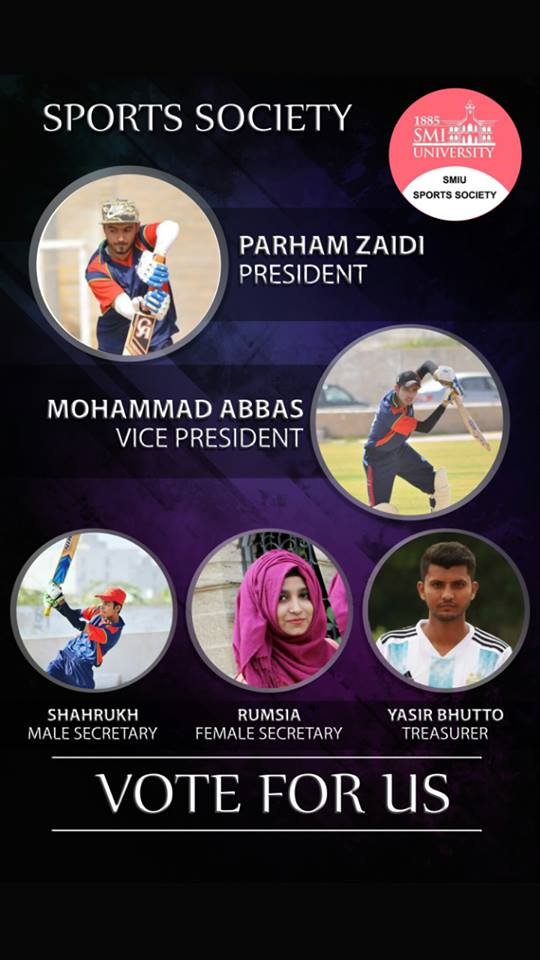 SPORTS SOCIETY
1885
SMI
UNIVERSITY
SMIU
SPORTS SOCIETY
PARHAM ZAIDI
PRESIDENT
MOHAMMAD ABBAS
VICE PRESIDENT
SHAHRUKH
MALE SECRETARY
RUMSIA
FEMALE SECRETARY
YASIR BHUTTO
TREASURER
VOTE FOR US